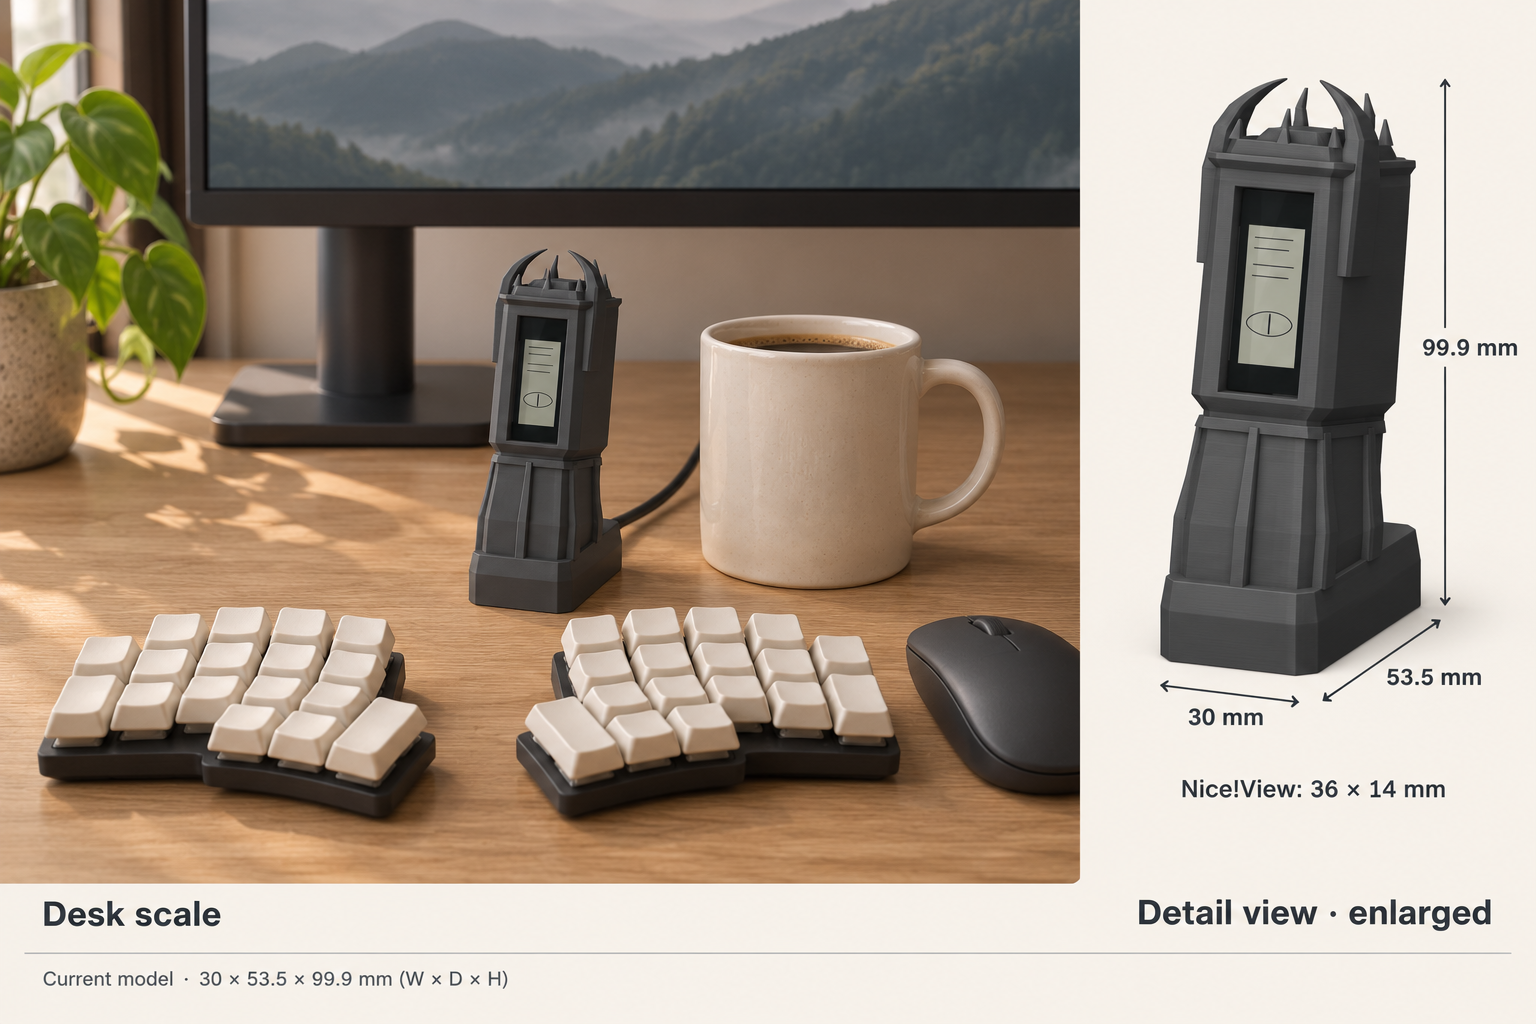 99.9 mm
53.5 mm
30 mm
Nice!View: 36 × 14 mm
Desk scale
Detail view · enlarged
Current model · 30 × 53.5 × 99.9 mm (W × D × H)